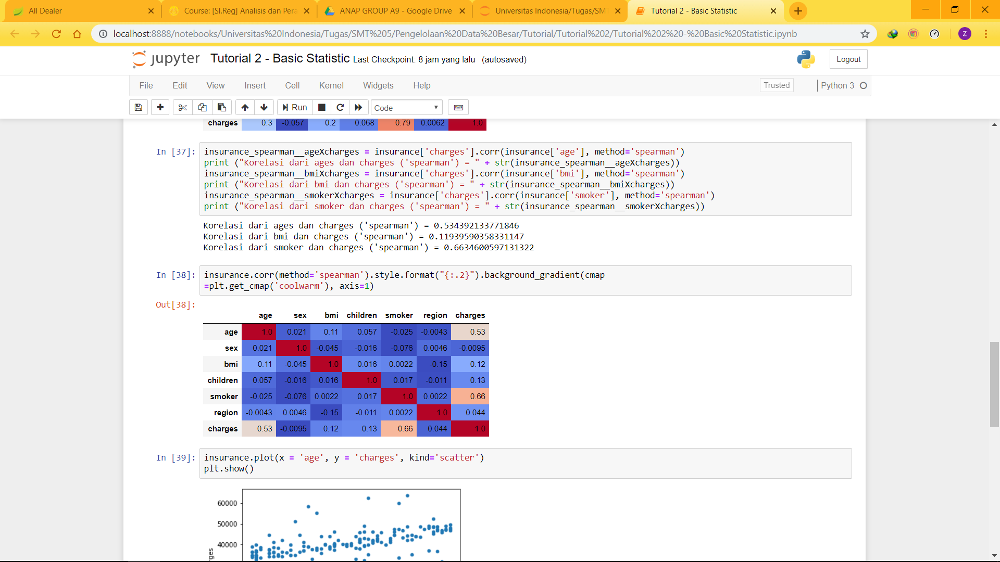 All Dealer
Course: [SI.Reg] Analisis dan Pera
ANAP GROUP A9 - Google Drive
Universitas Indonesia/Tugas/SMT
Tutorial 2 - Basic Statistic
localhost:8888/notebooks/Universitas%20Indonesia/Tugas/SMT%205/Pengelolaan%20Data%20Besar/Tutorial/Tutorial%202/Tutorial%202%20-%20Basic%20Statistic.ipynb
Z
jupyter Tutorial 2 - Basic Statistic Last Checkpoint: 8 jam yang lalu (autosaved)
Logout
File Edit View Insert Cell Kernel Widgets Help
Trusted
Python 3
Run
Code
charges 0.3 -0.057 0.2 0.068 0.79 0.0062 1.0
In [37]: insurance_spearman__ageXcharges = insurance['charges'].corr(insurance['age'], method='spearman')
print ("Korelasi dari ages dan charges ('spearman') = " + str(insurance_spearman__ageXcharges))
insurance_spearman__bmiXcharges = insurance['charges'].corr(insurance['bmi'], method='spearman')
print ("Korelasi dari bmi dan charges ('spearman') = " + str(insurance_spearman__bmiXcharges))
insurance_spearman__smokerXcharges = insurance['charges'].corr(insurance['smoker'], method='spearman')
print ("Korelasi dari smoker dan charges ('spearman') = " + str(insurance_spearman__smokerXcharges))
Korelasi dari ages dan charges ('spearman') = 0.534392133771846
Korelasi dari bmi dan charges ('spearman') = 0.11939590358331147
Korelasi dari smoker dan charges ('spearman') = 0.6634600597131322
In [38]: insurance.corr(method='spearman').style.format("{:.2}").background_gradient(cmap
=plt.get_cmap('coolwarm'), axis=1)
Out[38]:
age sex bmi children smoker region charges
age 1.0 0.021 0.11 0.057 -0.025 -0.0043 0.53
sex 0.021 1.0 -0.045 -0.016 -0.076 0.0046 -0.0095
bmi 0.11 -0.045 1.0 0.016 0.0022 -0.15 0.12
children 0.057 -0.016 0.016 1.0 0.017 -0.011 0.13
smoker -0.025 -0.076 0.0022 0.017 1.0 0.0022 0.66
region -0.0043 0.0046 -0.15 -0.011 0.0022 1.0 0.044
charges 0.53 -0.0095 0.12 0.13 0.66 0.044 1.0
In [39]: insurance.plot(x = 'age', y = 'charges', kind='scatter')
plt.show()
60000
50000
40000